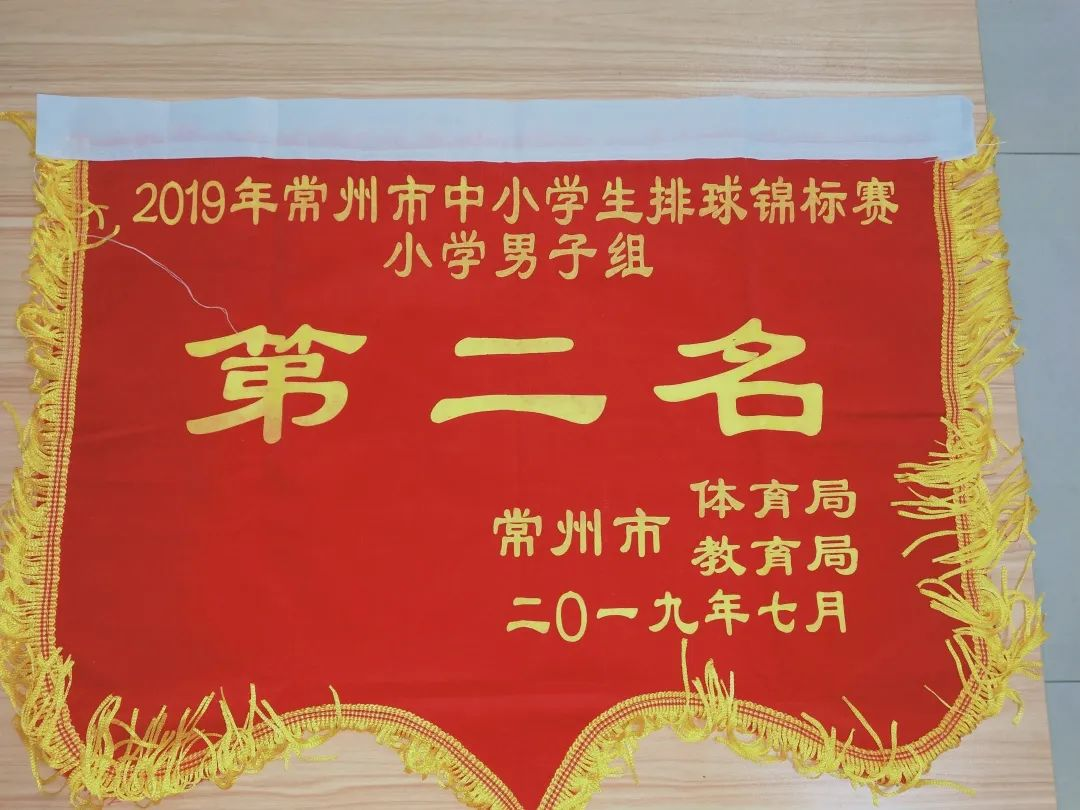 2019年常州市中小学生排球锦标赛
小学男子组
第二名
常州市 体育局
教育局
二〇一九年七月